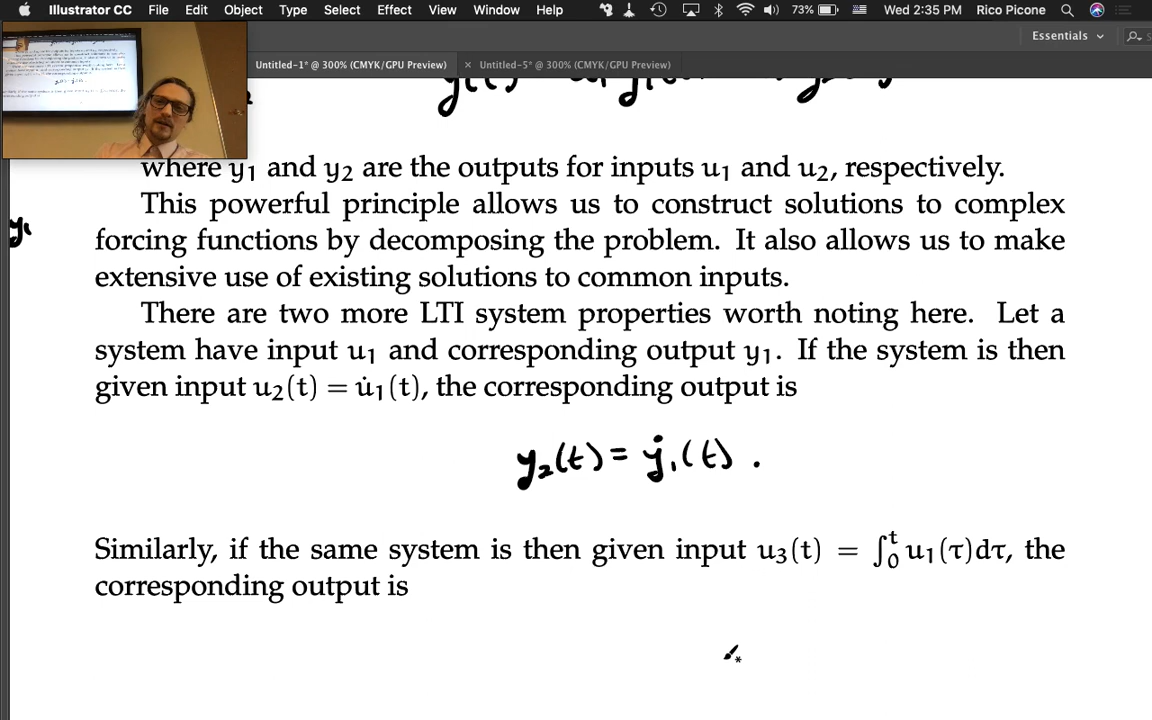 Illustrator CC File Edit Object Type Select Effect View Window Help 73% Wed 2:35 PM Rico Picone
Essentials
Untitled-1* @ 300% (CMYK/GPU Preview) × Untitled-5* @ 300% (CMYK/GPU Preview)
where y₁ and y₂ are the outputs for inputs u₁ and u₂, respectively.
This powerful principle allows us to construct solutions to complex
y₁
forcing functions by decomposing the problem. It also allows us to make
extensive use of existing solutions to common inputs.
There are two more LTI system properties worth noting here. Let a
system have input u₁ and corresponding output y₁. If the system is then
given input u₂(t) = u̇₁(t), the corresponding output is
y₂(t) = ẏ₁(t).
Similarly, if the same system is then given input u₃(t) = ∫₀ᵗ u₁(τ)dτ, the
corresponding output is